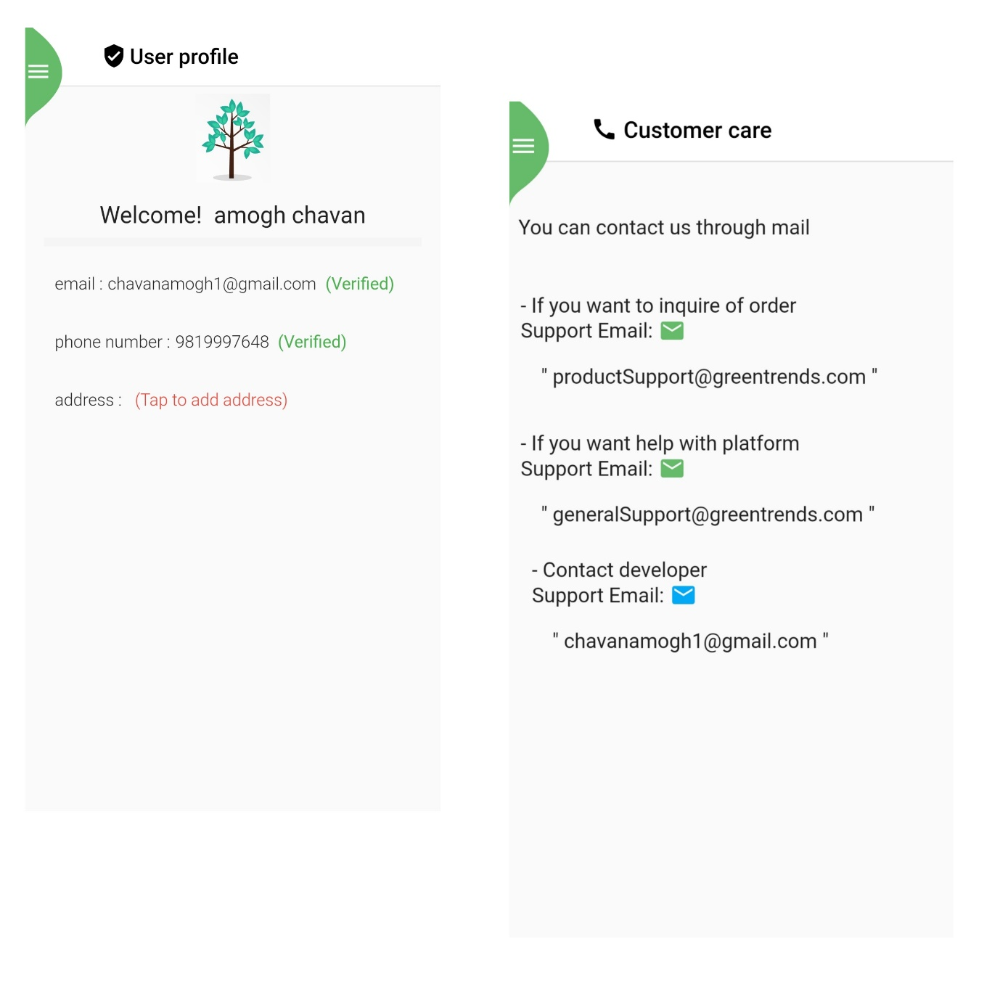 User profile
Welcome!  amogh chavan
email : chavanamogh1@gmail.com  (Verified)
phone number : 9819997648  (Verified)
address :   (Tap to add address)
Customer care
You can contact us through mail
- If you want to inquire of order
Support Email:
" productSupport@greentrends.com "
- If you want help with platform
Support Email:
" generalSupport@greentrends.com "
- Contact developer
Support Email:
" chavanamogh1@gmail.com "